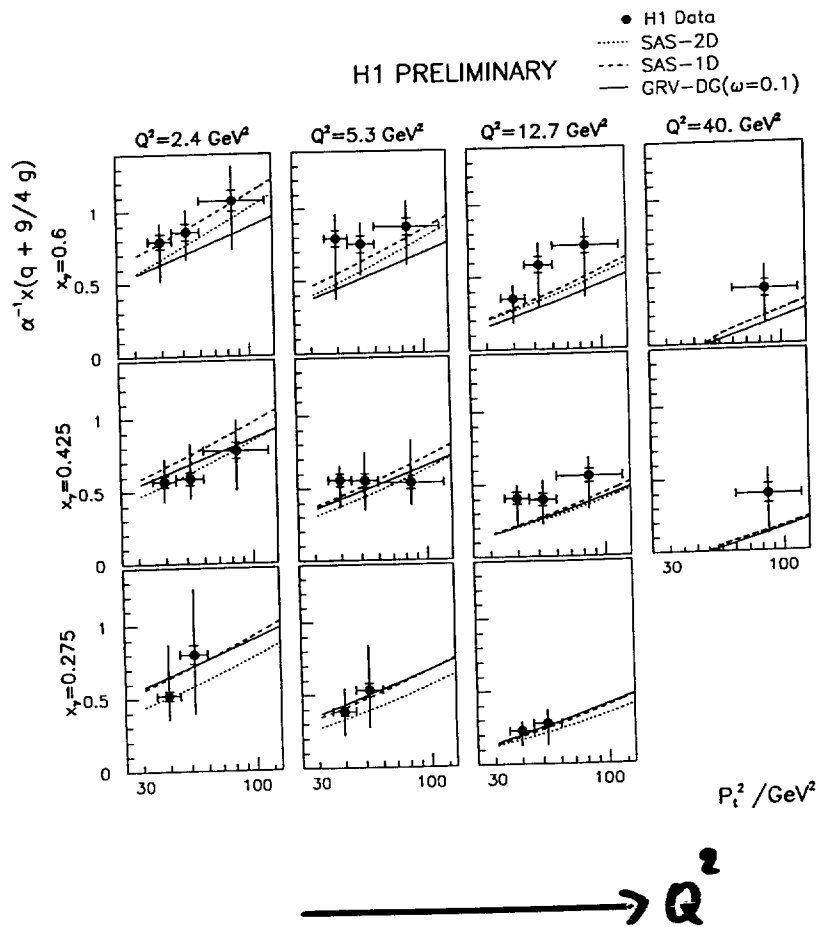 H1 PRELIMINARY
H1 Data
SAS-2D
SAS-1D
GRV-DG(ω=0.1)
Q²=2.4 GeV²
Q²=5.3 GeV²
Q²=12.7 GeV²
Q²=40. GeV²
α⁻¹x(q + 9/4 g)
xγ=0.6
1
0.5
0
xγ=0.425
1
0.5
0
30
100
xγ=0.275
1
0.5
0
30
100
30
100
30
100
Pₜ² /GeV²
Q²